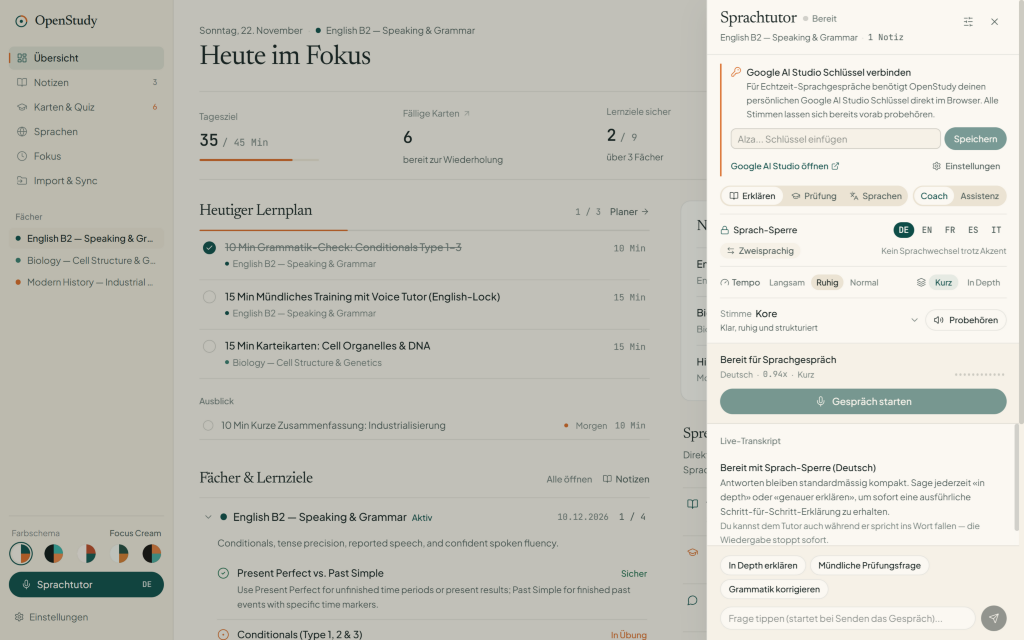 OpenStudy
Übersicht
Notizen 3
Karten & Quiz 6
Sprachen
Fokus
Import & Sync
Fächer
English B2 — Speaking & Gr...
Biology — Cell Structure & G...
Modern History — Industrial ...
Farbschema Focus Cream
Sprachtutor DE
Einstellungen
Sonntag, 22. November English B2 — Speaking & Grammar
Heute im Fokus
Tagesziel
35 / 45 Min
Fällige Karten ↗
6
bereit zur Wiederholung
Lernziele sicher
2 / 9
über 3 Fächer
Heutiger Lernplan 1 / 3 Planer →
10 Min Grammatik-Check: Conditionals Type 1–3 10 Min
English B2 — Speaking & Grammar
15 Min Mündliches Training mit Voice Tutor (English-Lock) 15 Min
English B2 — Speaking & Grammar
15 Min Karteikarten: Cell Organelles & DNA 15 Min
Biology — Cell Structure & Genetics
Ausblick
10 Min Kurze Zusammenfassung: Industrialisierung Morgen 10 Min
Fächer & Lernziele Alle öffnen Notizen
English B2 — Speaking & Grammar Aktiv 10.12.2026 1 / 4
Conditionals, tense precision, reported speech, and confident spoken fluency.
Present Perfect vs. Past Simple Sicher
Use Present Perfect for unfinished time periods or present results; Past Simple for finished past
events with specific time markers.
Conditionals (Type 1, 2 & 3) In Übung
Sprachtutor Bereit
English B2 — Speaking & Grammar · 1 Notiz
Google AI Studio Schlüssel verbinden
Für Echtzeit-Sprachgespräche benötigt OpenStudy deinen
persönlichen Google AI Studio Schlüssel direkt im Browser. Alle
Stimmen lassen sich bereits vorab probehören.
Alza... Schlüssel einfügen Speichern
Google AI Studio öffnen Einstellungen
Erklären Prüfung Sprachen Coach Assistenz
Sprach-Sperre DE EN FR ES IT
Zweisprachig Kein Sprachwechsel trotz Akzent
Tempo Langsam Ruhig Normal Kurz In Depth
Stimme Kore
Klar, ruhig und strukturiert
Probehören
Bereit für Sprachgespräch
Deutsch · 0.94x · Kurz
Gespräch starten
Live-Transkript
Bereit mit Sprach-Sperre (Deutsch)
Antworten bleiben standardmässig kompakt. Sage jederzeit «in
depth» oder «genauer erklären», um sofort eine ausführliche
Schritt-für-Schritt-Erklärung zu erhalten.
Du kannst dem Tutor auch während er spricht ins Wort fallen — die
Wiedergabe stoppt sofort.
In Depth erklären Mündliche Prüfungsfrage
Grammatik korrigieren
Frage tippen (startet bei Senden das Gespräch)...